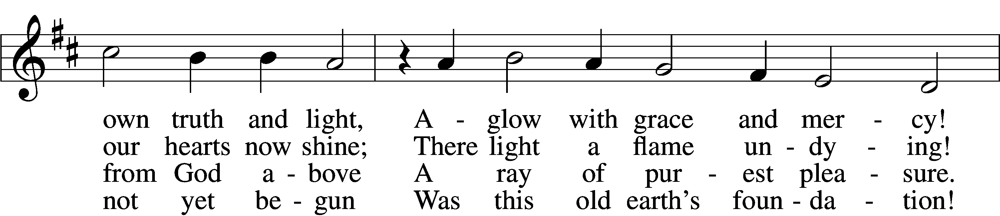 own truth and light, A - glow with grace and mer - cy!
our hearts now shine; There light a flame un - dy - ing!
from God a - bove A ray of pur - est plea - sure.
not yet be - gun Was this old earth's foun - da - tion!